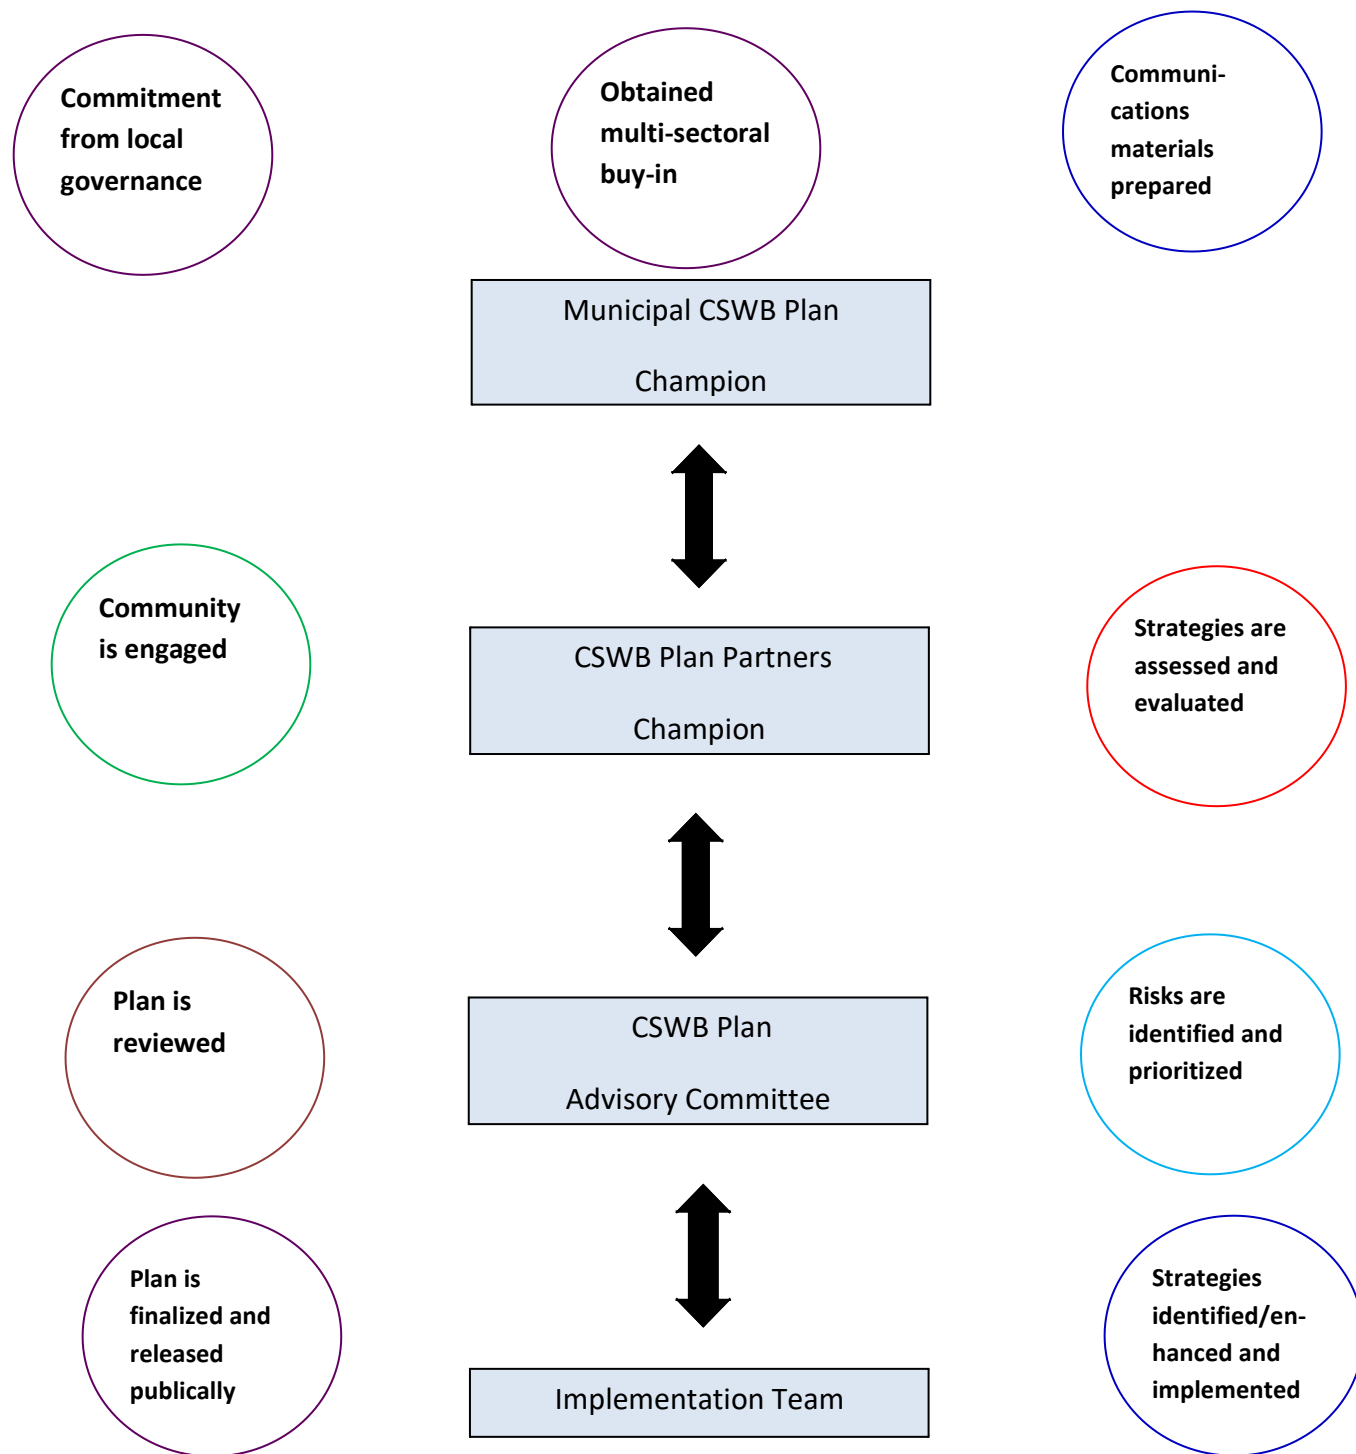 Commitment
from local
governance
Obtained
multi-sectoral
buy-in
Communi-
cations
materials
prepared
Municipal CSWB Plan
Champion
Community
is engaged
CSWB Plan Partners
Champion
Strategies are
assessed and
evaluated
Plan is
reviewed
CSWB Plan
Advisory Committee
Risks are
identified and
prioritized
Plan is
finalized and
released
publically
Implementation Team
Strategies
identified/en-
hanced and
implemented